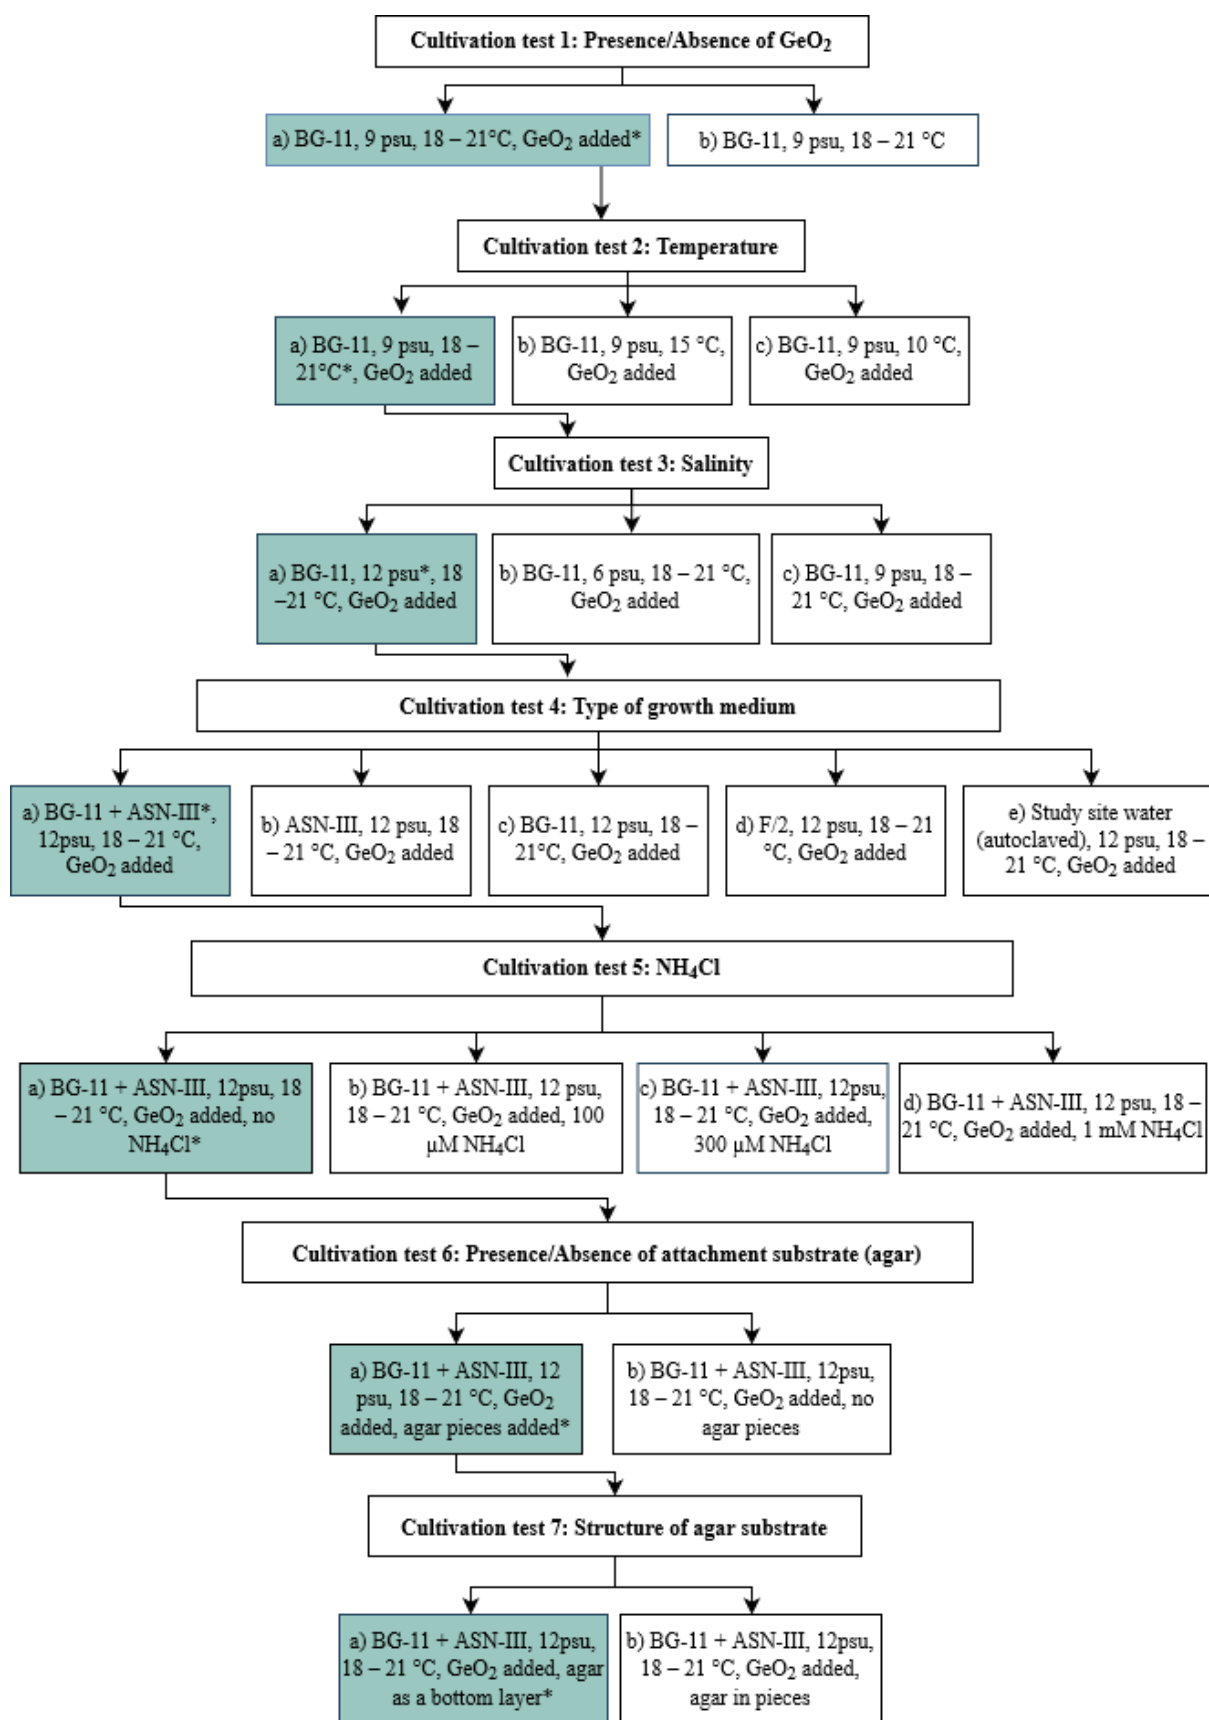 Cultivation test 1: Presence/Absence of GeO₂
a) BG-11, 9 psu, 18 – 21°C, GeO₂ added*
b) BG-11, 9 psu, 18 – 21 °C
Cultivation test 2: Temperature
a) BG-11, 9 psu, 18 –
21°C*, GeO₂ added
b) BG-11, 9 psu, 15 °C,
GeO₂ added
c) BG-11, 9 psu, 10 °C,
GeO₂ added
Cultivation test 3: Salinity
a) BG-11, 12 psu*, 18
–21 °C, GeO₂ added
b) BG-11, 6 psu, 18 – 21 °C,
GeO₂ added
c) BG-11, 9 psu, 18 –
21 °C, GeO₂ added
Cultivation test 4: Type of growth medium
a) BG-11 + ASN-III*,
12psu, 18 – 21 °C,
GeO₂ added
b) ASN-III, 12 psu, 18
– 21 °C, GeO₂ added
c) BG-11, 12 psu, 18 –
21°C, GeO₂ added
d) F/2, 12 psu, 18 – 21
°C, GeO₂ added
e) Study site water
(autoclaved), 12 psu, 18 –
21 °C, GeO₂ added
Cultivation test 5: NH₄Cl
a) BG-11 + ASN-III, 12psu, 18
– 21 °C, GeO₂ added, no
NH₄Cl*
b) BG-11 + ASN-III, 12 psu,
18 – 21 °C, GeO₂ added, 100
µM NH₄Cl
c) BG-11 + ASN-III, 12psu,
18 – 21 °C, GeO₂ added,
300 µM NH₄Cl
d) BG-11 + ASN-III, 12 psu, 18 –
21 °C, GeO₂ added, 1 mM NH₄Cl
Cultivation test 6: Presence/Absence of attachment substrate (agar)
a) BG-11 + ASN-III, 12
psu, 18 – 21 °C, GeO₂
added, agar pieces added*
b) BG-11 + ASN-III, 12psu,
18 – 21 °C, GeO₂ added, no
agar pieces
Cultivation test 7: Structure of agar substrate
a) BG-11 + ASN-III, 12psu,
18 – 21 °C, GeO₂ added, agar
as a bottom layer*
b) BG-11 + ASN-III, 12psu,
18 – 21 °C, GeO₂ added,
agar in pieces